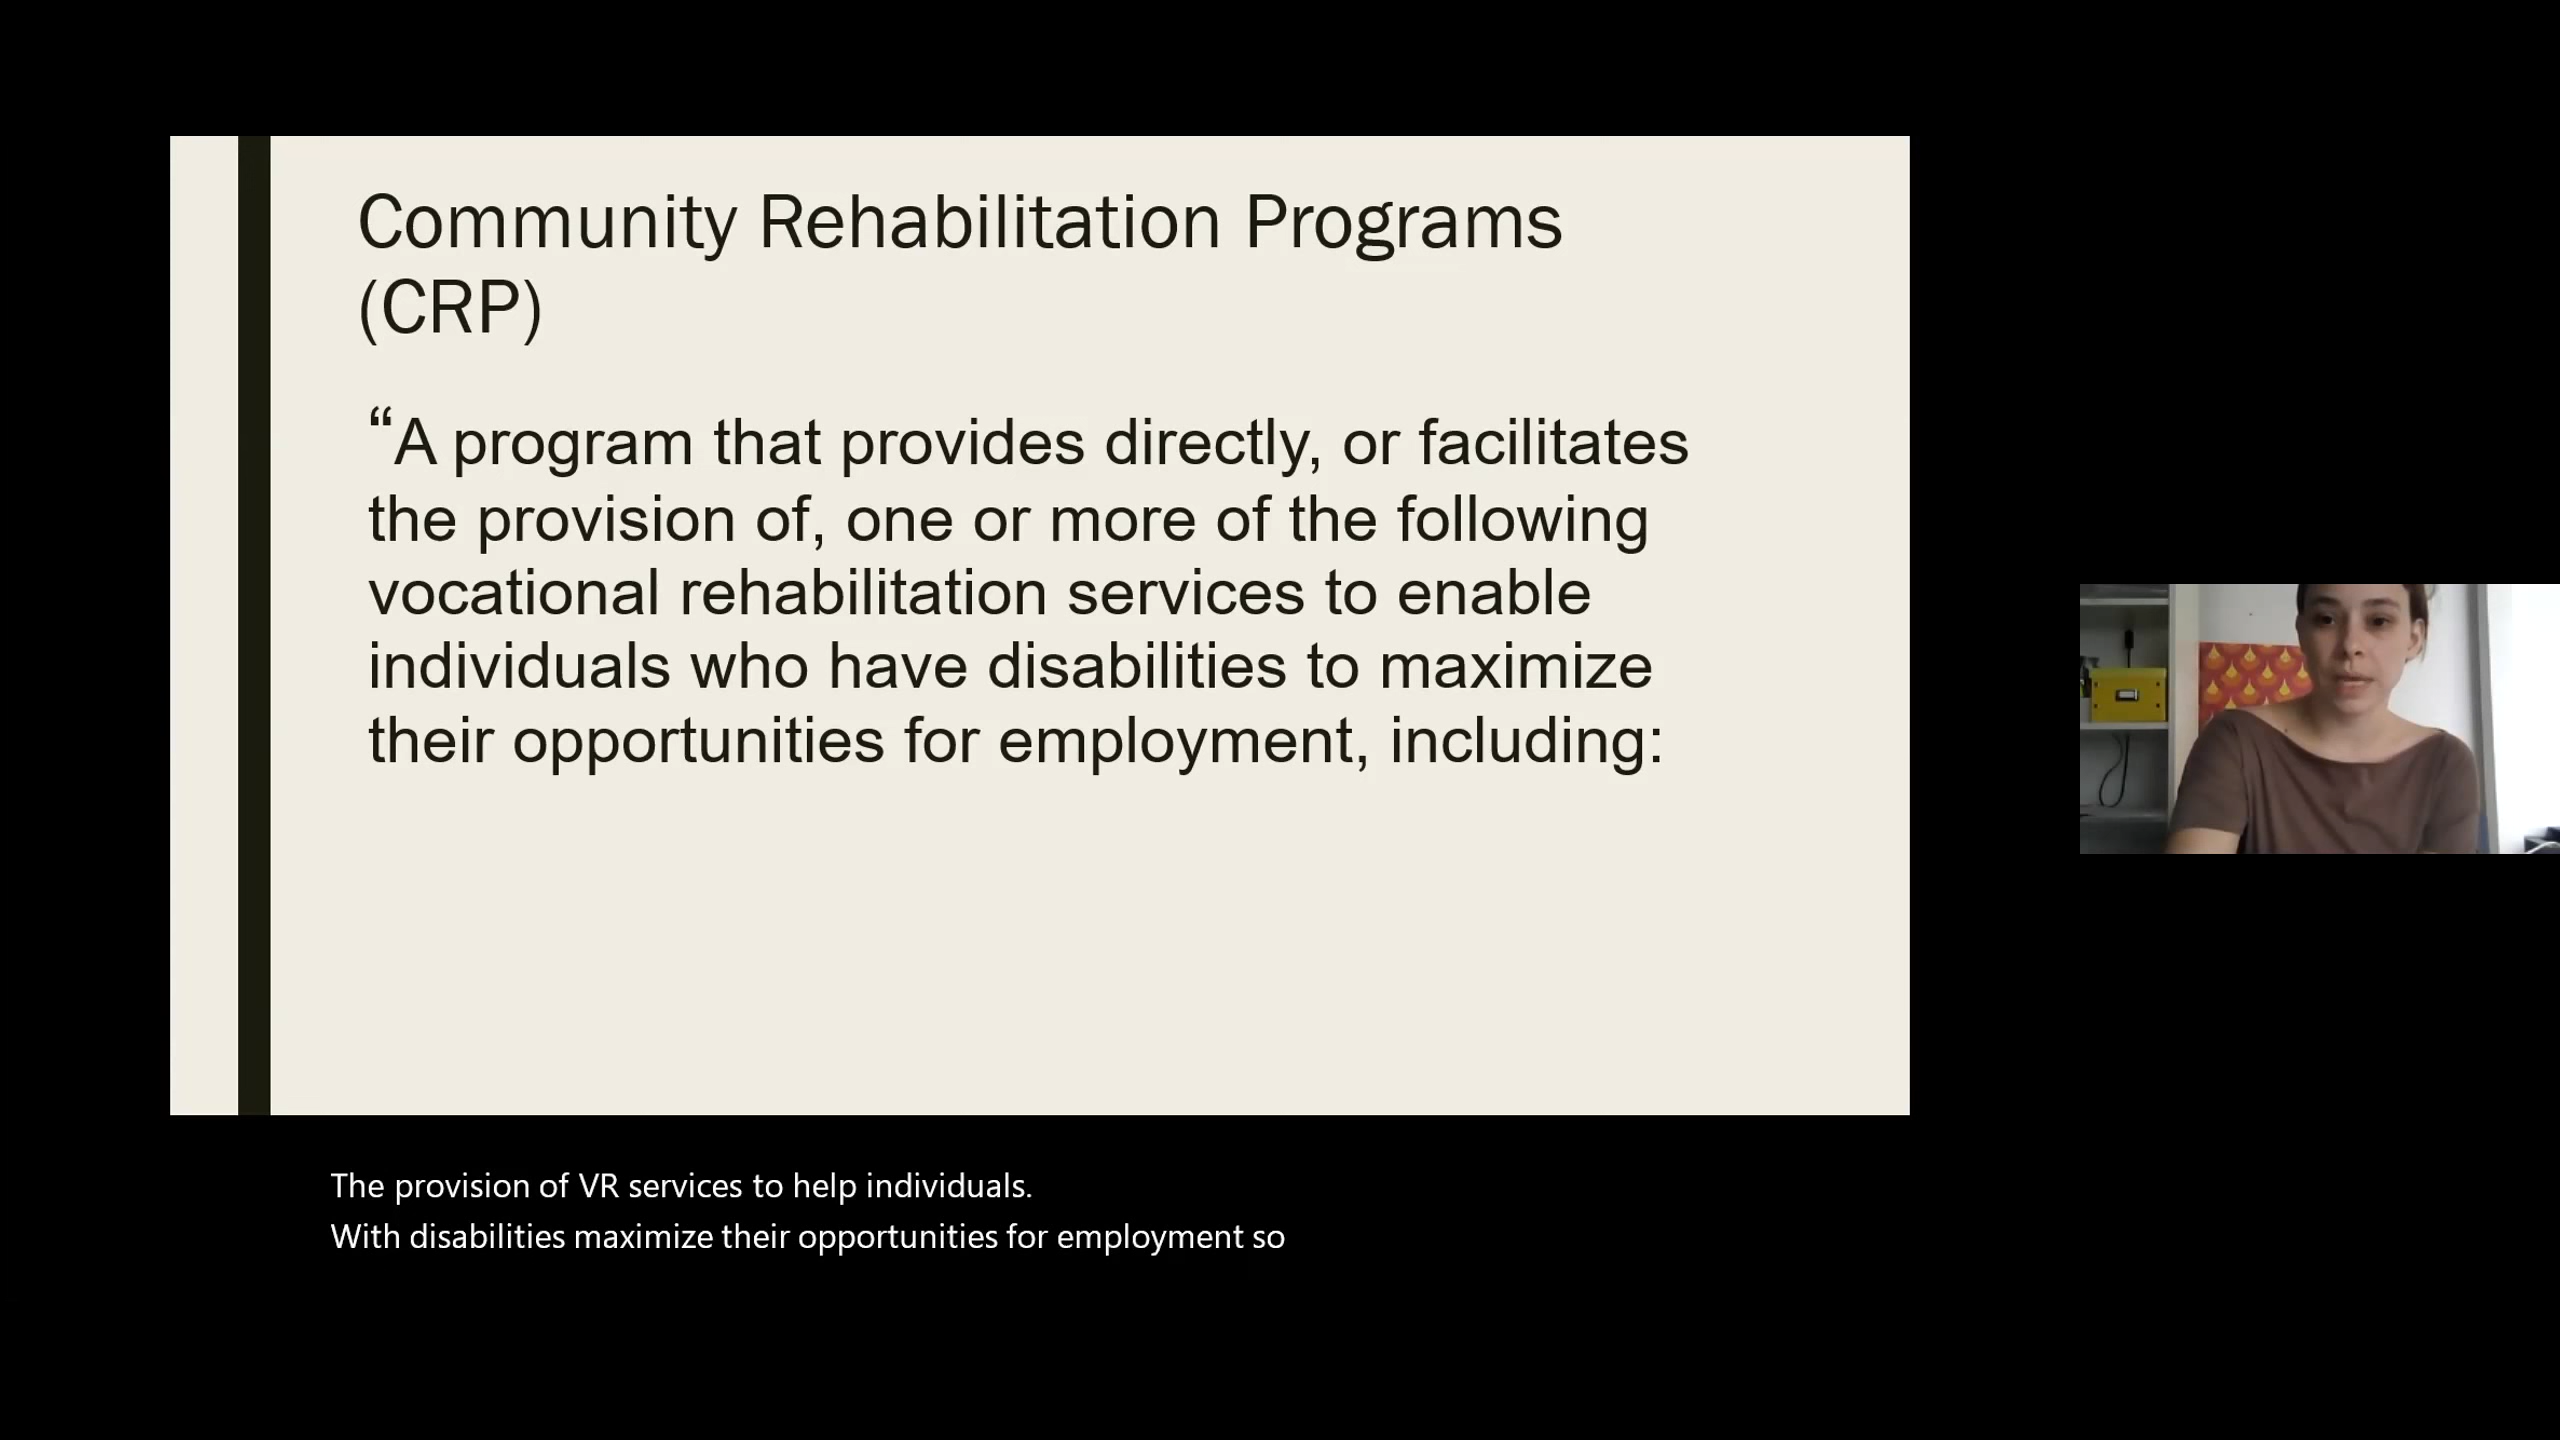 Community Rehabilitation Programs
(CRP)
“A program that provides directly, or facilitates
the provision of, one or more of the following
vocational rehabilitation services to enable
individuals who have disabilities to maximize
their opportunities for employment, including:
The provision of VR services to help individuals.
With disabilities maximize their opportunities for employment so